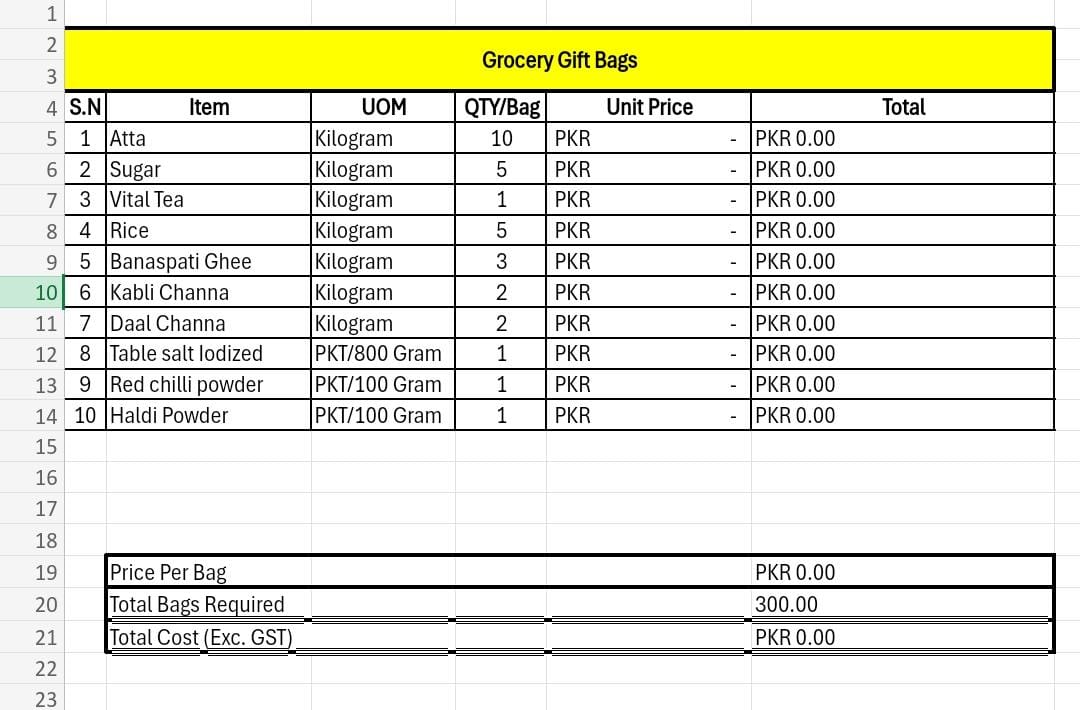 1
2
Grocery Gift Bags
3
4 S.N Item UOM QTY/Bag Unit Price Total
5 1 Atta Kilogram 10 PKR - PKR 0.00
6 2 Sugar Kilogram 5 PKR - PKR 0.00
7 3 Vital Tea Kilogram 1 PKR - PKR 0.00
8 4 Rice Kilogram 5 PKR - PKR 0.00
9 5 Banaspati Ghee Kilogram 3 PKR - PKR 0.00
10 6 Kabli Channa Kilogram 2 PKR - PKR 0.00
11 7 Daal Channa Kilogram 2 PKR - PKR 0.00
12 8 Table salt Iodized PKT/800 Gram 1 PKR - PKR 0.00
13 9 Red chilli powder PKT/100 Gram 1 PKR - PKR 0.00
14 10 Haldi Powder PKT/100 Gram 1 PKR - PKR 0.00
15
16
17
18
19 Price Per Bag PKR 0.00
20 Total Bags Required 300.00
21 Total Cost (Exc. GST) PKR 0.00
22
23